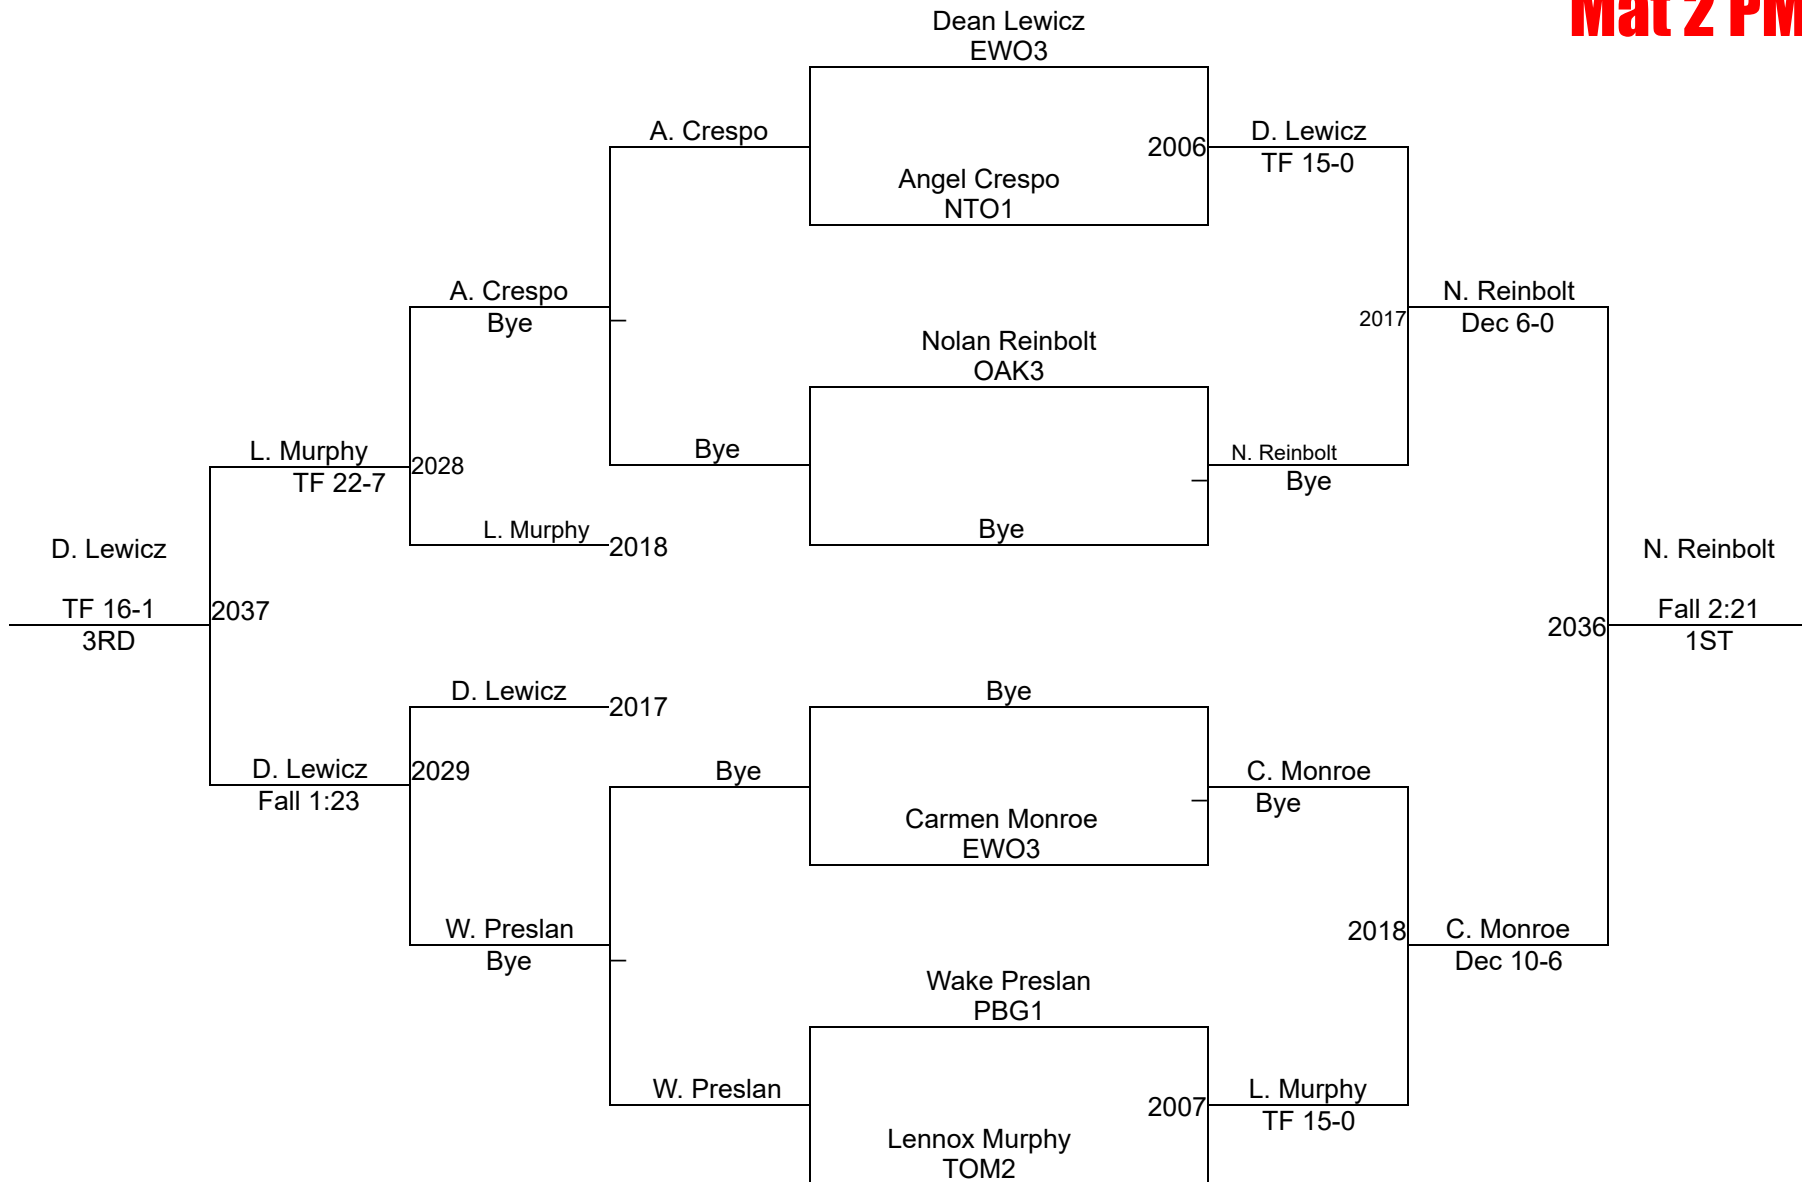 Mat 2 PM
Dean Lewicz
EWO3
A. Crespo
2006
D. Lewicz
TF 15-0
Angel Crespo
NTO1
A. Crespo
Bye
N. Reinbolt
Dec 6-0
2017
Nolan Reinbolt
OAK3
L. Murphy
TF 22-7
2028
Bye
N. Reinbolt
Bye
L. Murphy
2018
Bye
D. Lewicz
TF 16-1
3RD
2037
N. Reinbolt
Fall 2:21
1ST
2036
D. Lewicz
2017
Bye
D. Lewicz
Fall 1:23
2029
Bye
C. Monroe
Bye
Carmen Monroe
EWO3
W. Preslan
Bye
2018
C. Monroe
Dec 10-6
Wake Preslan
PBG1
W. Preslan
2007
L. Murphy
TF 15-0
Lennox Murphy
TOM2